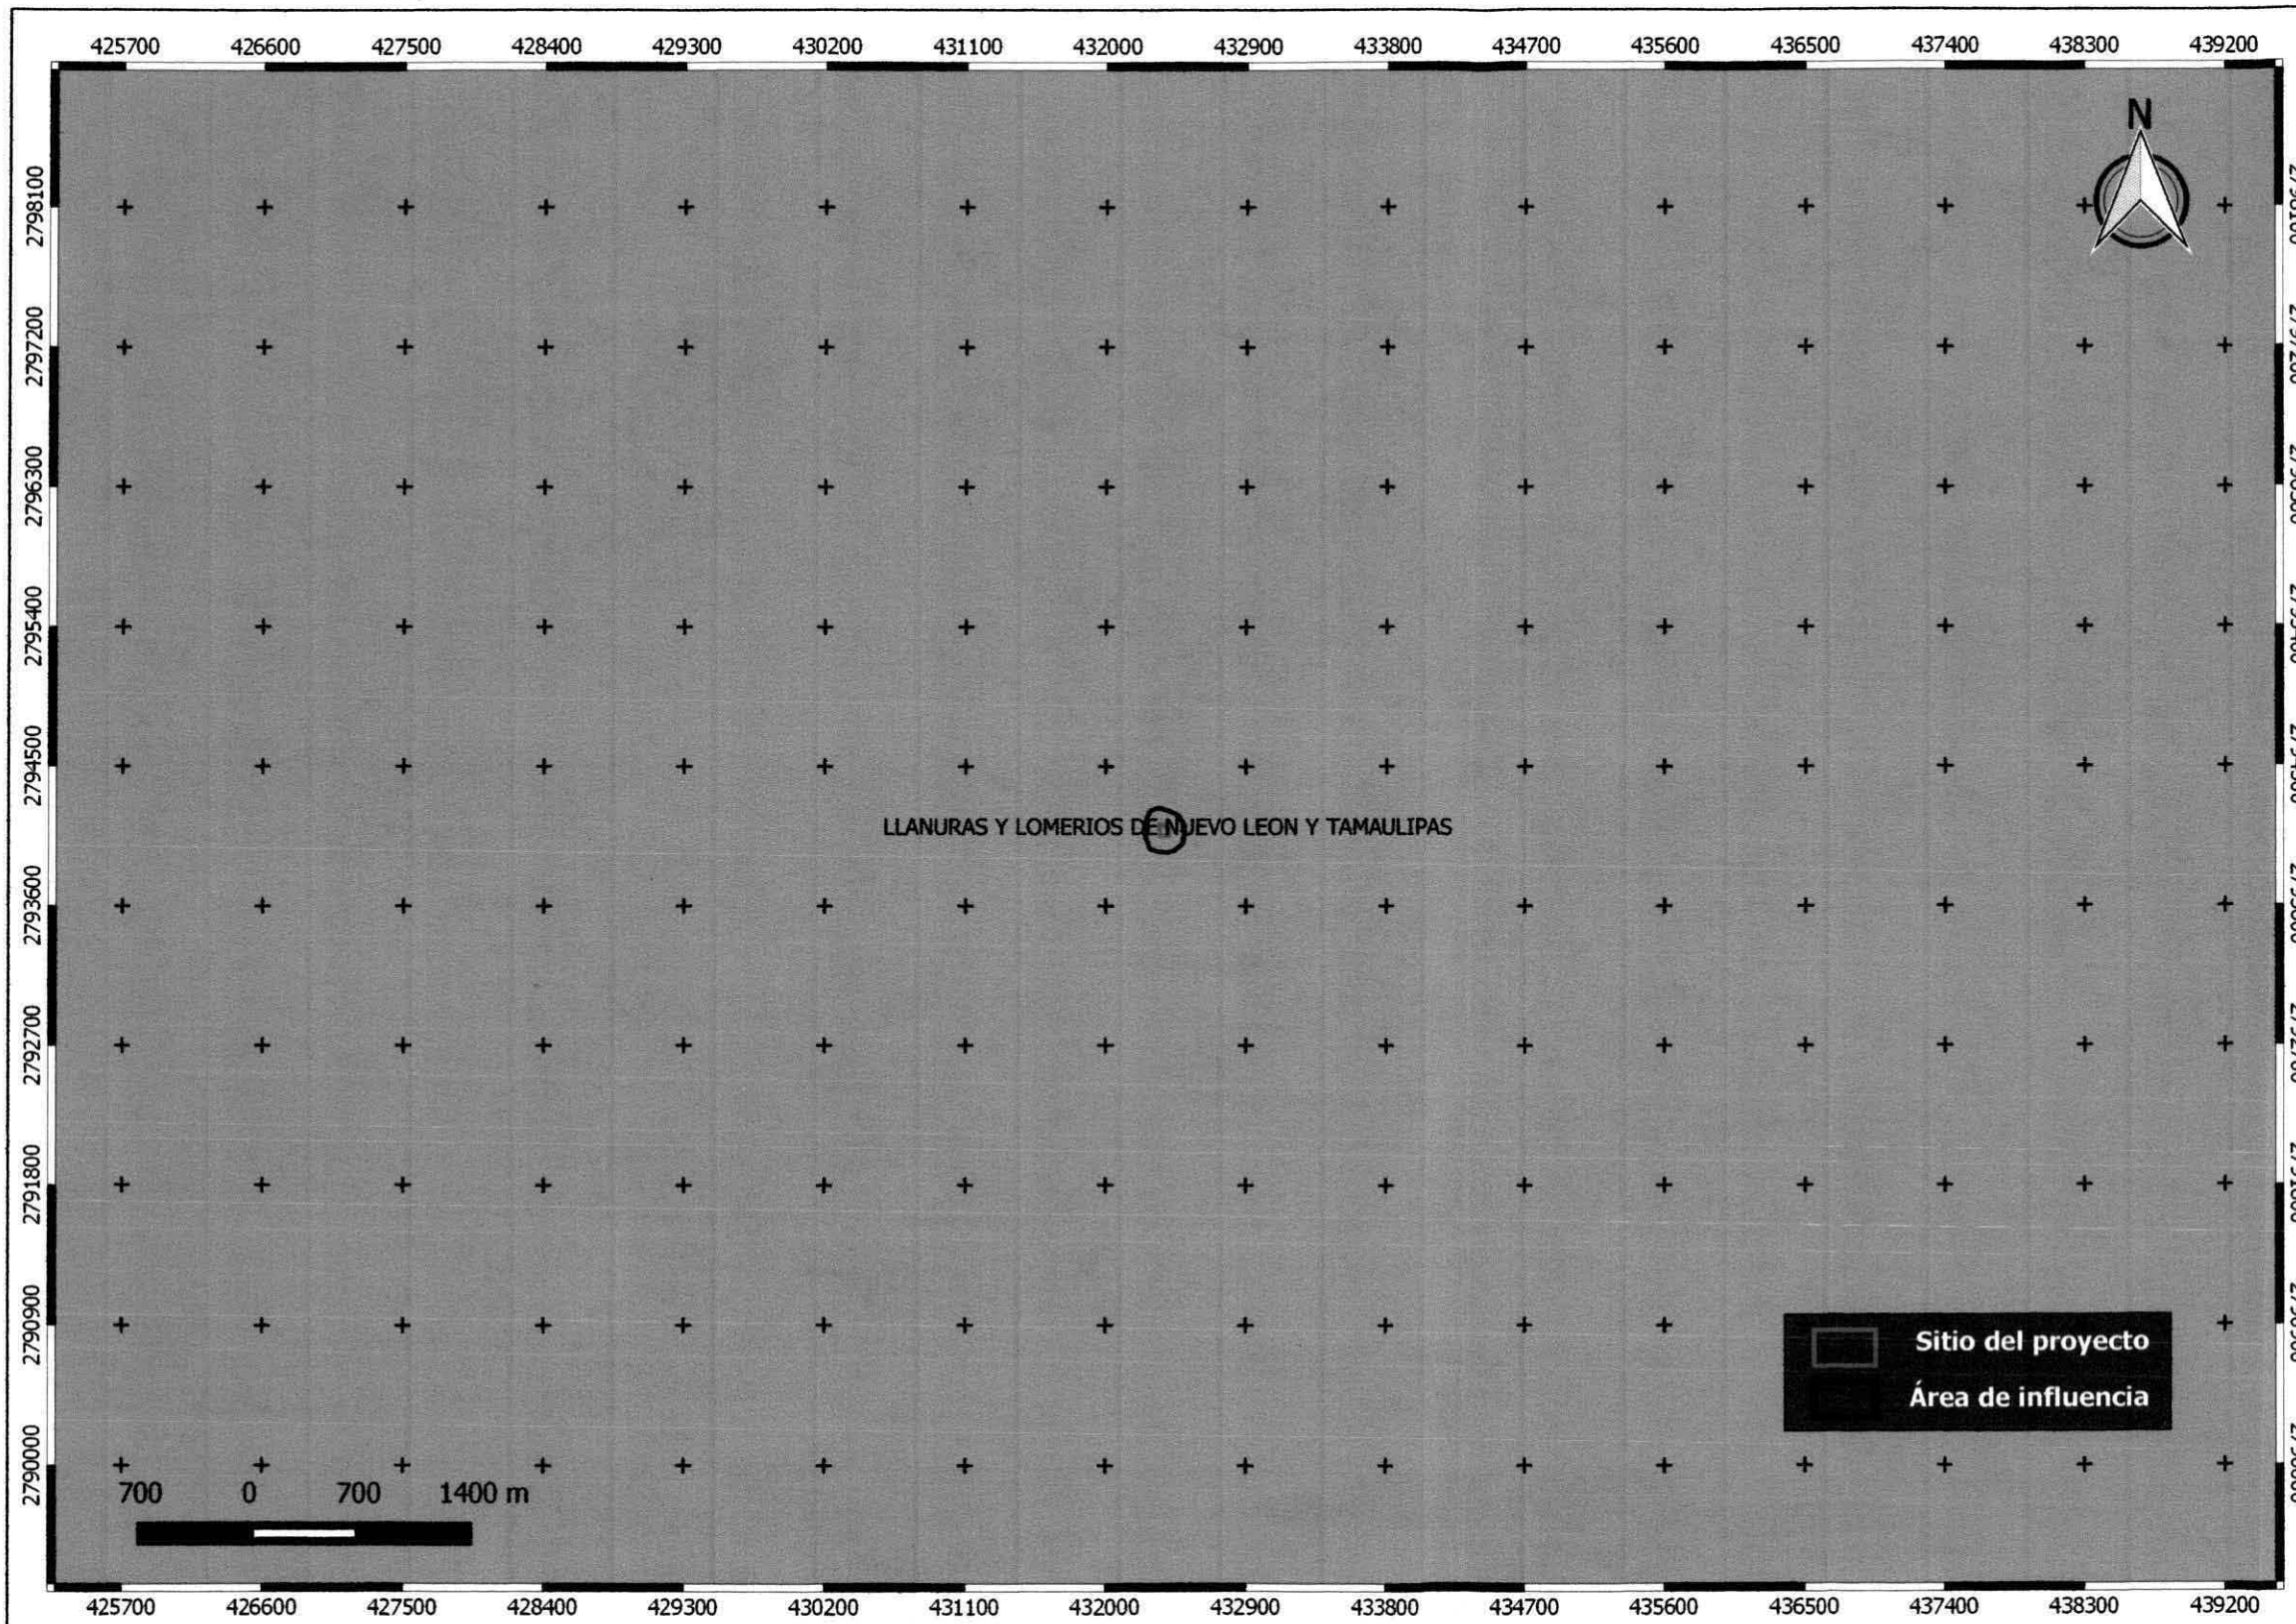 425700 426600 427500 428400 429300 430200 431100 432000 432900 433800 434700 435600 436500 437400 438300 439200
N
2798100
2797200
2796300
2795400
2794500
LLANURAS Y LOMERIOS DE NUEVO LEON Y TAMAULIPAS
2793600
2792700
2791800
2790900
Sitio del proyecto
Área de influencia
2790000
700 0 700 1400 m
425700 426600 427500 428400 429300 430200 431100 432000 432900 433800 434700 435600 436500 437400 438300 439200